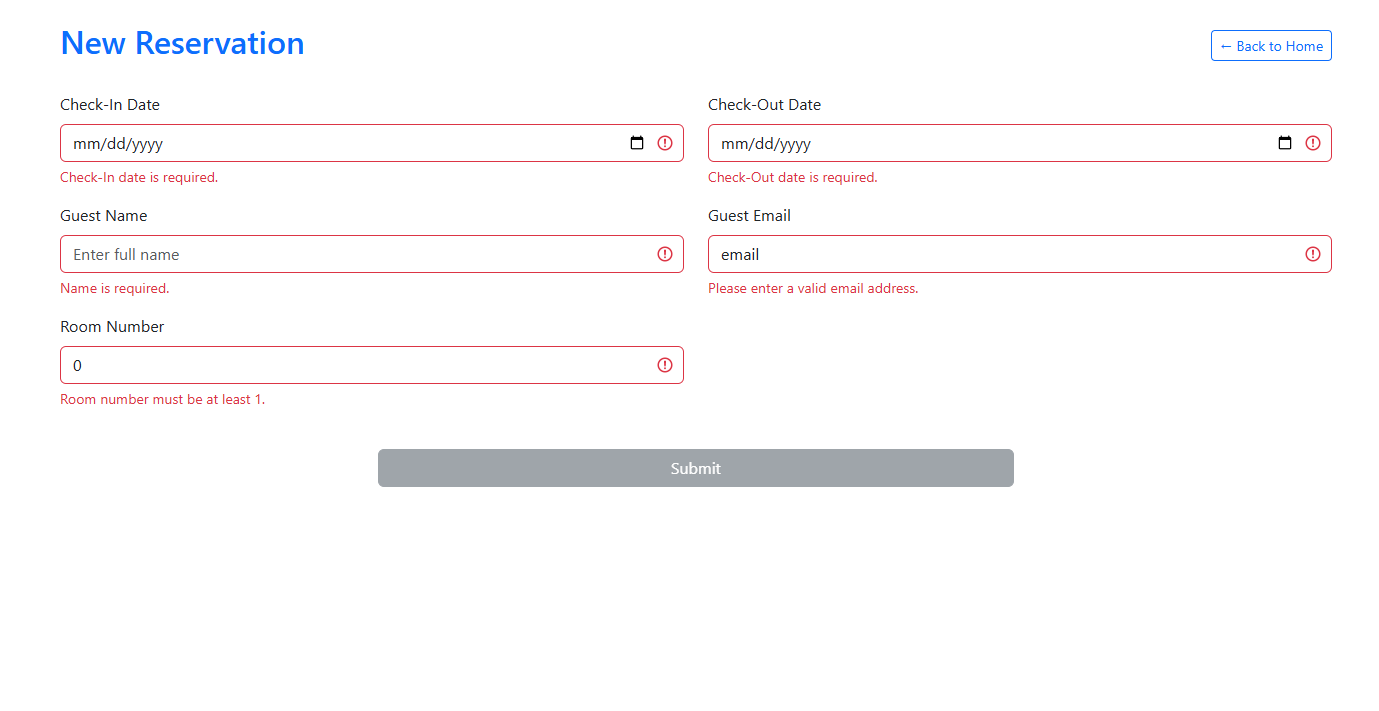 New Reservation
← Back to Home
Check-In Date
Check-Out Date
mm/dd/yyyy
mm/dd/yyyy
Check-In date is required.
Check-Out date is required.
Guest Name
Guest Email
Enter full name
email
Name is required.
Please enter a valid email address.
Room Number
0
Room number must be at least 1.
Submit